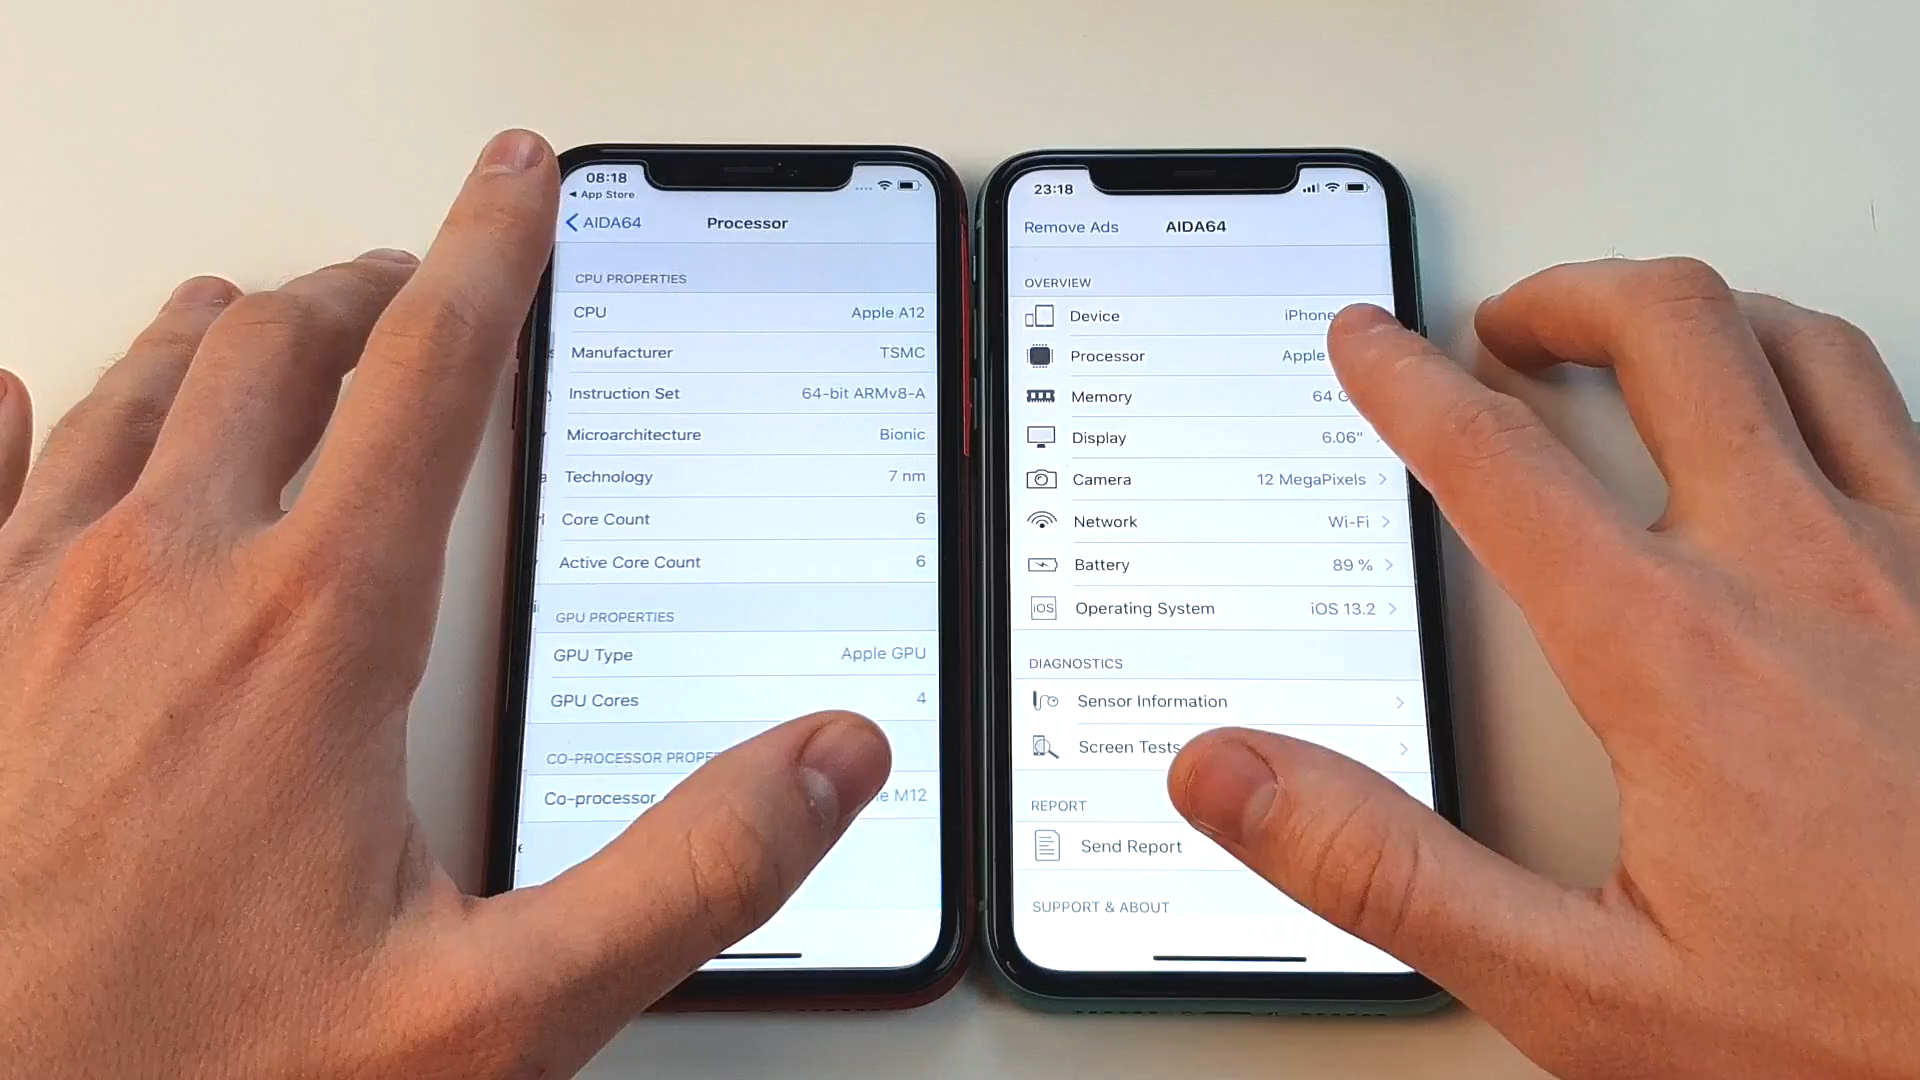 08:18
App Store
AIDA64
Processor
CPU PROPERTIES
CPU
Apple A12
Manufacturer
TSMC
Instruction Set
64-bit ARMv8-A
Microarchitecture
Bionic
Technology
7 nm
Core Count
6
Active Core Count
6
GPU PROPERTIES
GPU Type
Apple GPU
GPU Cores
4
CO-PROCESSOR
Co-processor
M12
23:18
Remove Ads
AIDA64
OVERVIEW
Device
iPhone
Processor
Apple
Memory
64
Display
6.06"
Camera
12 MegaPixels
Network
Wi-Fi
Battery
89 %
iOS
Operating System
iOS 13.2
DIAGNOSTICS
Sensor Information
Screen Tests
REPORT
Send Report
SUPPORT & ABOUT